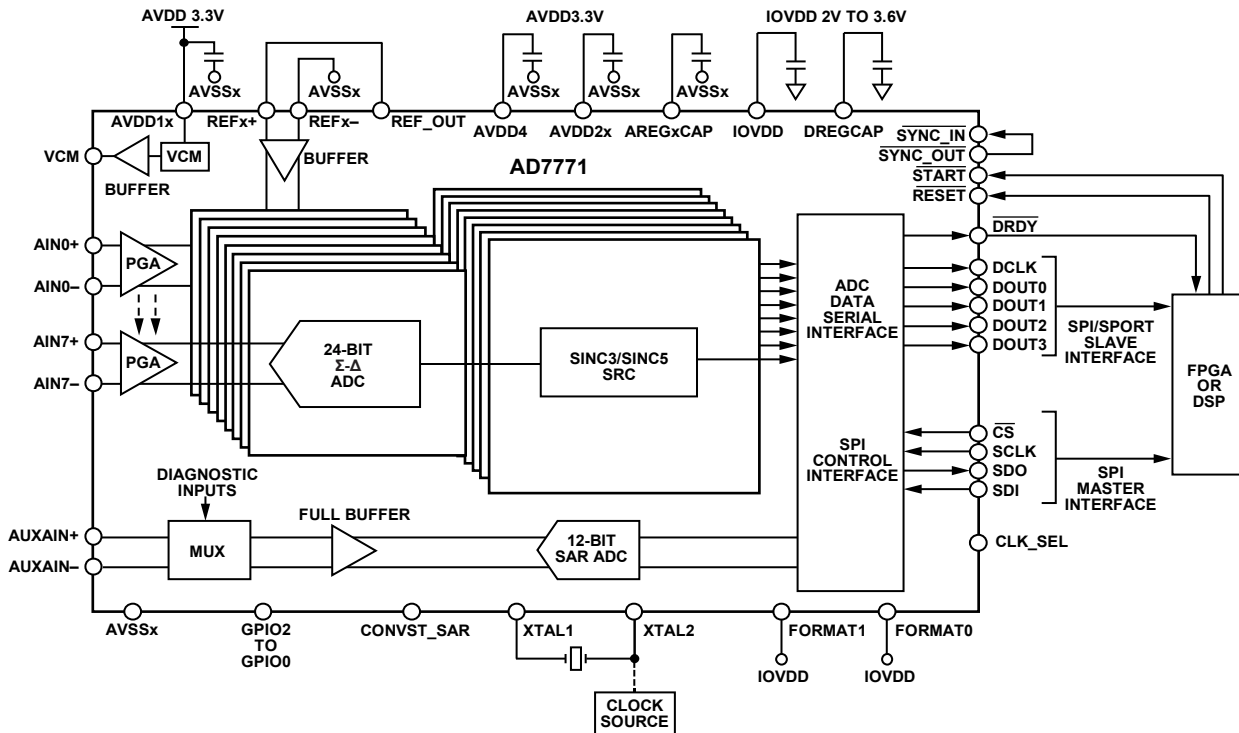 AVDD 3.3V
AVDD3.3V
IOVDD 2V TO 3.6V
AVSSx
AVSSx
AVSSx
AVSSx
AVSSx
AVDD1x
REFx+
REFx–
REF_OUT
AVDD4
AVDD2x
AREGxCAP
IOVDD
DREGCAP
VCM
VCM
BUFFER
BUFFER
AD7771
SYNC_IN
SYNC_OUT
START
RESET
DRDY
AIN0+
AIN0–
PGA
AIN7+
AIN7–
PGA
24-BIT
Σ-Δ
ADC
SINC3/SINC5
SRC
ADC
DATA
SERIAL
INTERFACE
DCLK
DOUT0
DOUT1
DOUT2
DOUT3
SPI/SPORT
SLAVE
INTERFACE
FPGA
OR
DSP
SPI
CONTROL
INTERFACE
CS
SCLK
SDO
SDI
SPI
MASTER
INTERFACE
DIAGNOSTIC
INPUTS
AUXAIN+
AUXAIN–
MUX
FULL BUFFER
12-BIT
SAR ADC
CLK_SEL
AVSSx
GPIO2
TO
GPIO0
CONVST_SAR
XTAL1
XTAL2
FORMAT1
FORMAT0
IOVDD
IOVDD
CLOCK
SOURCE